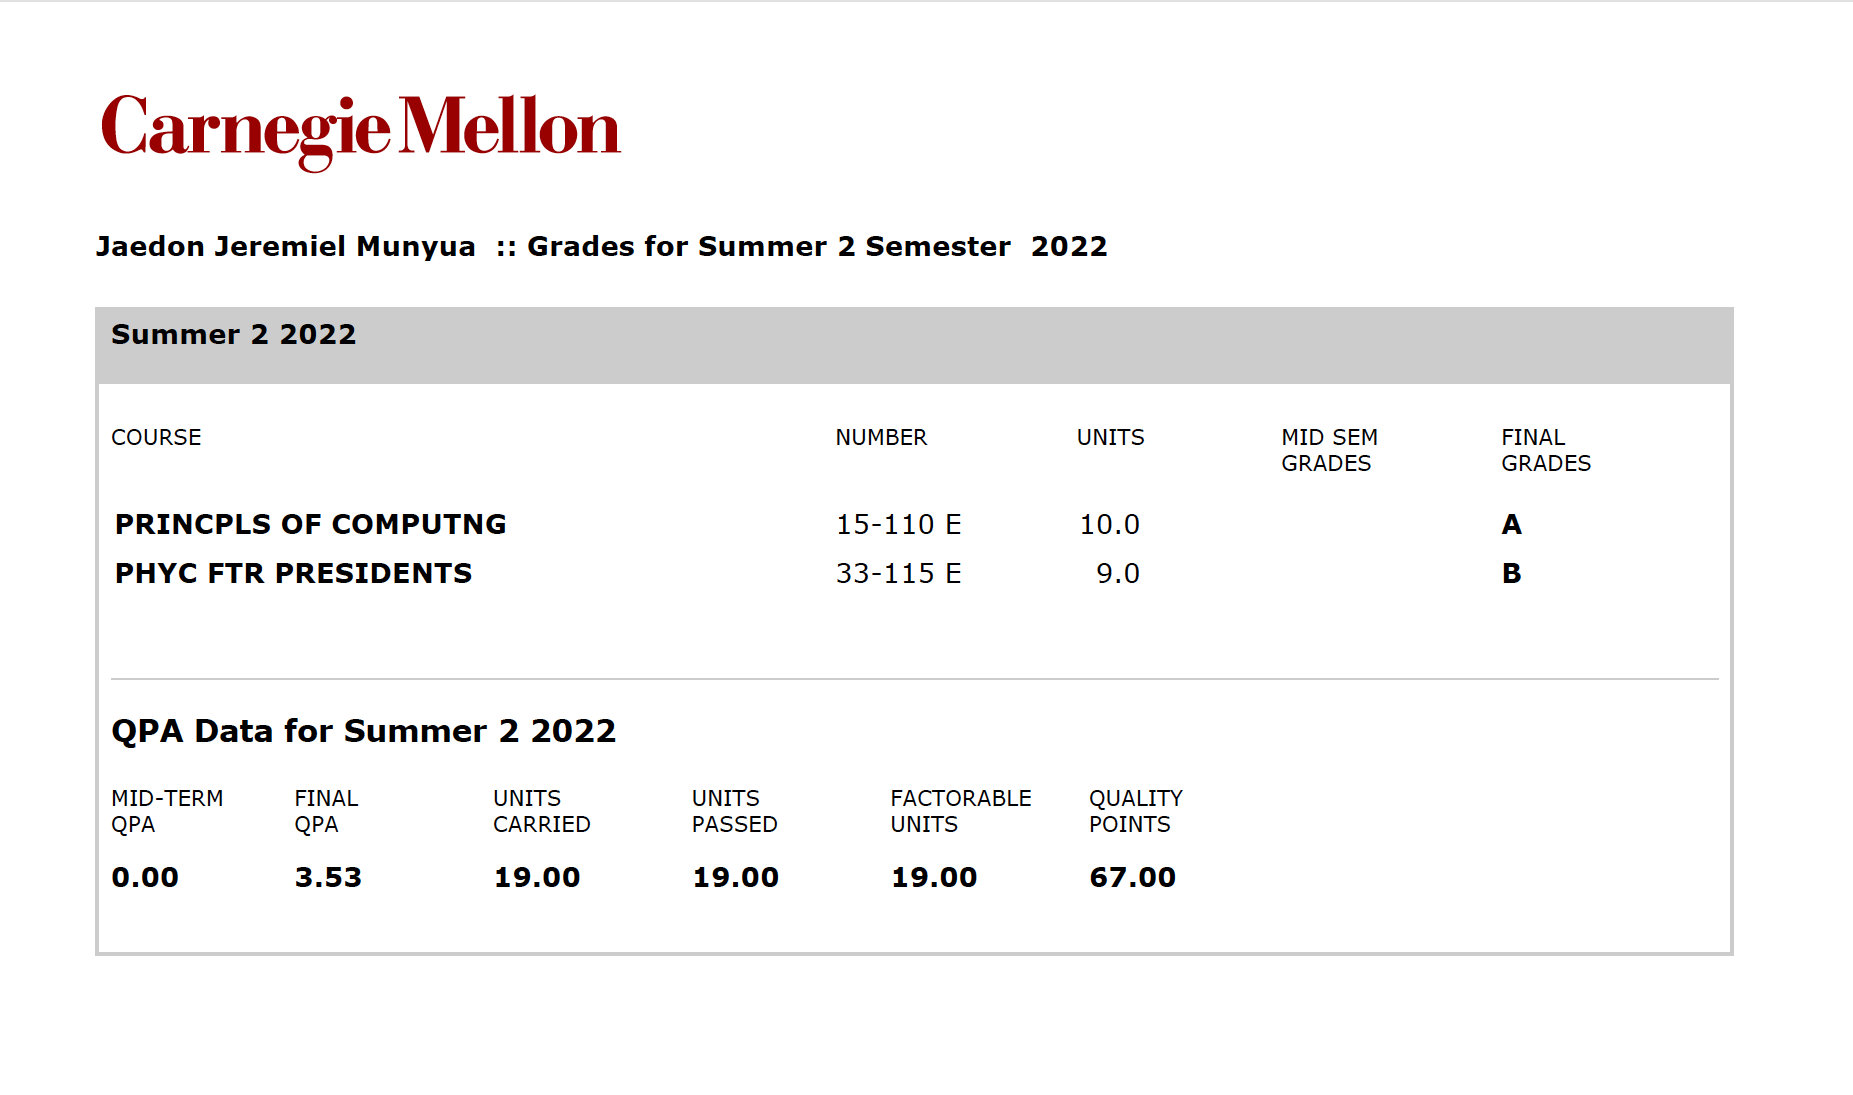 Carnegie Mellon
Jaedon Jeremiel Munyua :: Grades for Summer 2 Semester 2022
Summer 2 2022
COURSE NUMBER UNITS MID SEM GRADES FINAL GRADES
PRINCPLS OF COMPUTNG 15-110 E 10.0 A
PHYC FTR PRESIDENTS 33-115 E 9.0 B
QPA Data for Summer 2 2022
MID-TERM QPA FINAL QPA UNITS CARRIED UNITS PASSED FACTORABLE UNITS QUALITY POINTS
0.00 3.53 19.00 19.00 19.00 67.00